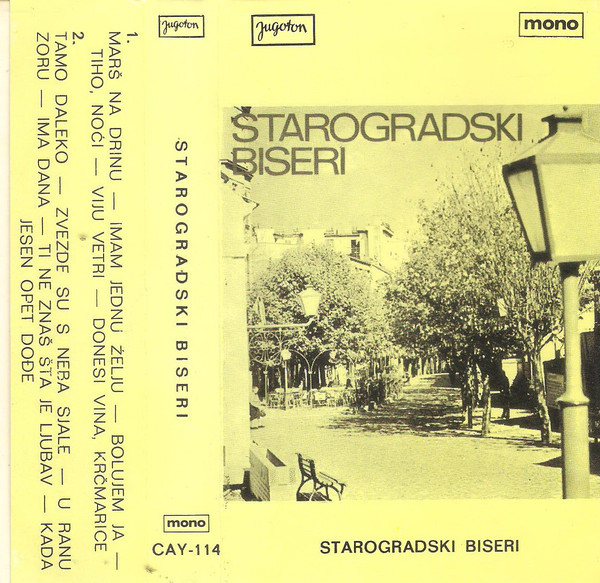 Jugoton
1.
MARŠ NA DRINU — IMAM JEDNU ŽELJU — BOLUJEM JA —
TIHO, NOĆI — VIJU VETRI — DONESI VINA, KRČMARICE
2.
TAMO DALEKO — ZVEZDE SU S NEBA SJALE — U RANU
ZORU — IMA DANA — TI NE ZNAŠ ŠTA JE LJUBAV — KADA
JESEN OPET DOĐE
Jugoton
STAROGRADSKI BISERI
mono
CAY-114
Jugoton
mono
STAROGRADSKI
BISERI
STAROGRADSKI BISERI